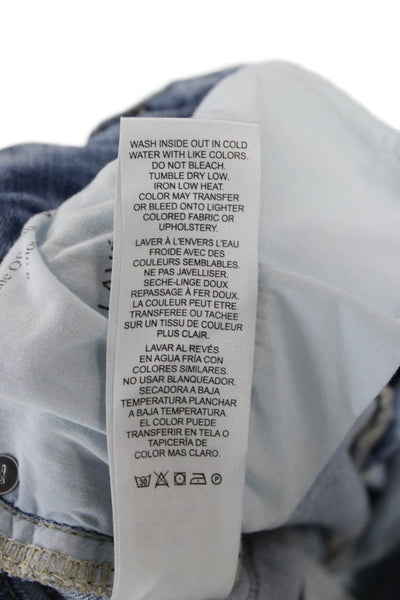 WASH INSIDE OUT IN COLD
WATER WITH LIKE COLORS.
DO NOT BLEACH.
TUMBLE DRY LOW.
IRON LOW HEAT.
COLOR MAY TRANSFER
OR BLEED ONTO LIGHTER
COLORED FABRIC OR
UPHOLSTERY.
LAVER À L'ENVERS L'EAU
FROIDE AVEC DES
COULEURS SEMBLABLES.
NE PAS JAVELLISER.
SECHE-LINGE DOUX
REPASSAGE À FER DOUX.
LA COULEUR PEUT ETRE
TRANSFEREE OU TACHEE
SUR UN TISSU DE COULEUR
PLUS CLAIR.
LAVAR AL REVÉS
EN AGUA FRÍA CON
COLORES SIMILARES.
NO USAR BLANQUEADOR.
SECADORA A BAJA
TEMPERATURA PLANCHAR
A BAJA TEMPERATURA.
EL COLOR PUEDE
TRANSFERIR EN TELA O
TAPICERÍA DE
COLOR MAS CLARO.
30
P